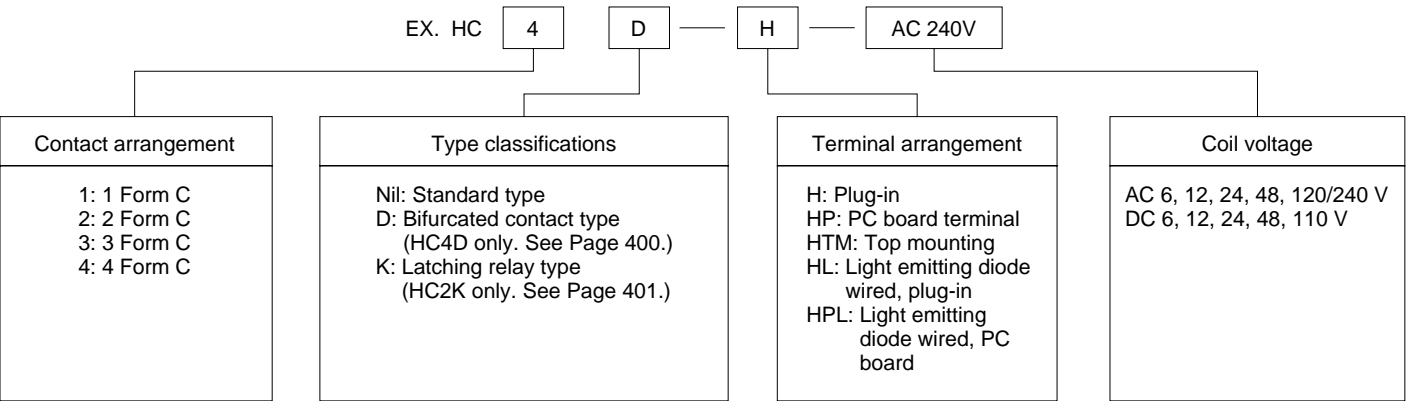 EX. HC 4 D H AC 240V
Contact arrangement
1: 1 Form C
2: 2 Form C
3: 3 Form C
4: 4 Form C
Type classifications
Nil: Standard type
D: Bifurcated contact type
(HC4D only. See Page 400.)
K: Latching relay type
(HC2K only. See Page 401.)
Terminal arrangement
H: Plug-in
HP: PC board terminal
HTM: Top mounting
HL: Light emitting diode
wired, plug-in
HPL: Light emitting
diode wired, PC
board
Coil voltage
AC 6, 12, 24, 48, 120/240 V
DC 6, 12, 24, 48, 110 V